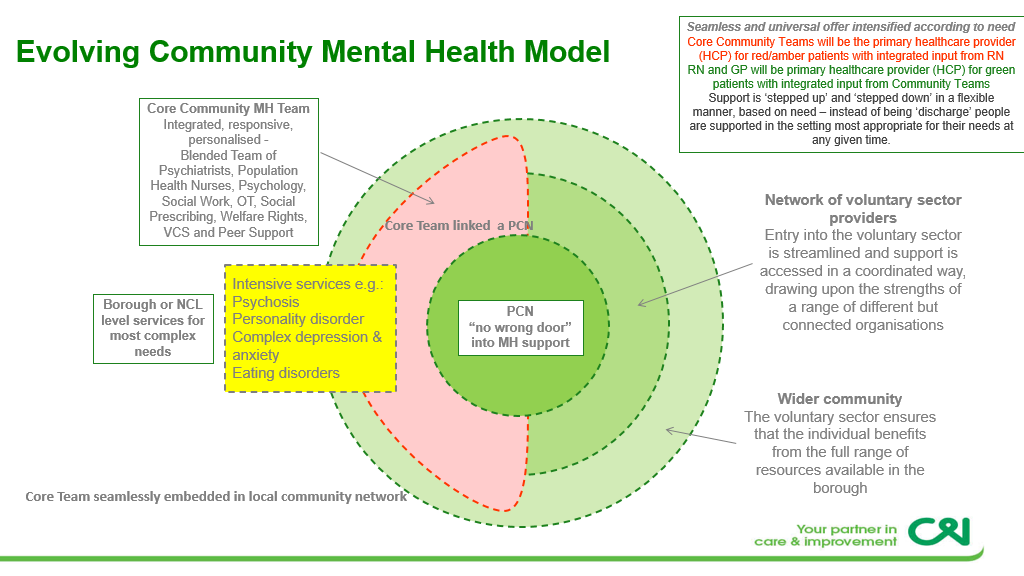 Evolving Community Mental Health Model
Seamless and universal offer intensified according to need
Core Community Teams will be the primary healthcare provider
(HCP) for red/amber patients with integrated input from RN
RN and GP will be primary healthcare provider (HCP) for green
patients with integrated input from Community Teams
Support is ‘stepped up’ and ‘stepped down’ in a flexible
manner, based on need – instead of being ‘discharge’ people
are supported in the setting most appropriate for their needs at
any given time.
Core Community MH Team
Integrated, responsive,
personalised -
Blended Team of
Psychiatrists, Population
Health Nurses, Psychology,
Social Work, OT, Social
Prescribing, Welfare Rights,
VCS and Peer Support
Core Team linked a PCN
Network of voluntary sector
providers
Entry into the voluntary sector
is streamlined and support is
accessed in a coordinated way,
drawing upon the strengths of
a range of different but
connected organisations
Borough or NCL
level services for
most complex
needs
Intensive services e.g.:
Psychosis
Personality disorder
Complex depression &
anxiety
Eating disorders
PCN
“no wrong door”
into MH support
Wider community
The voluntary sector ensures
that the individual benefits
from the full range of
resources available in the
borough
Core Team seamlessly embedded in local community network
Your partner in
care & improvement
C&I